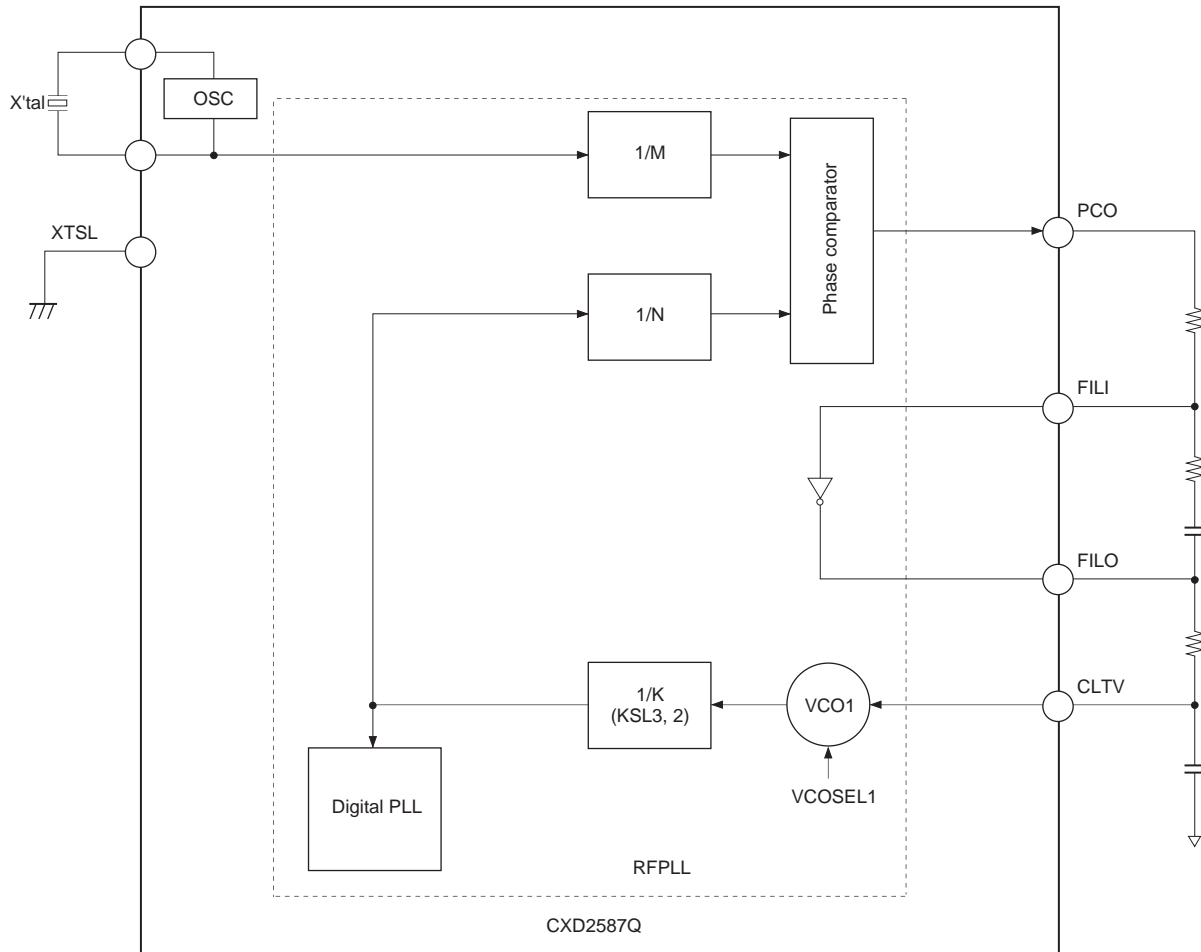 X'tal
OSC
1/M
Phase comparator
XTSL
PCO
1/N
FILI
FILO
1/K
(KSL3, 2)
VCO1
CLTV
Digital PLL
VCOSEL1
RFPLL
CXD2587Q